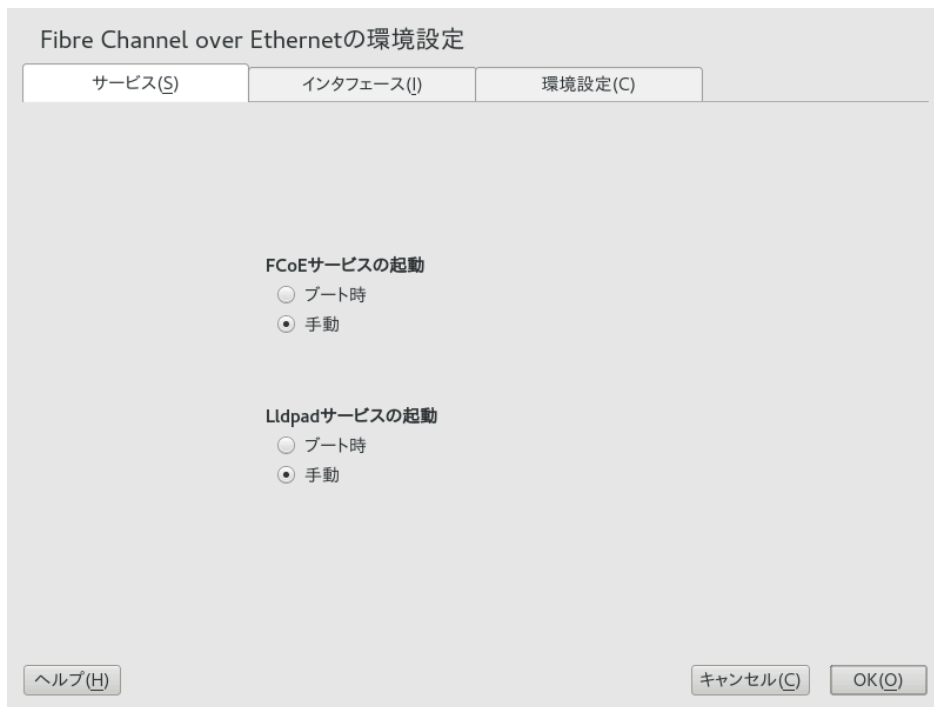 Fibre Channel over Ethernetの環境設定
サービス(S)
インタフェース(I)
環境設定(C)
FCoEサービスの起動
ブート時
手動
Lldpadサービスの起動
ブート時
手動
ヘルプ(H)
キャンセル(C)
OK(O)